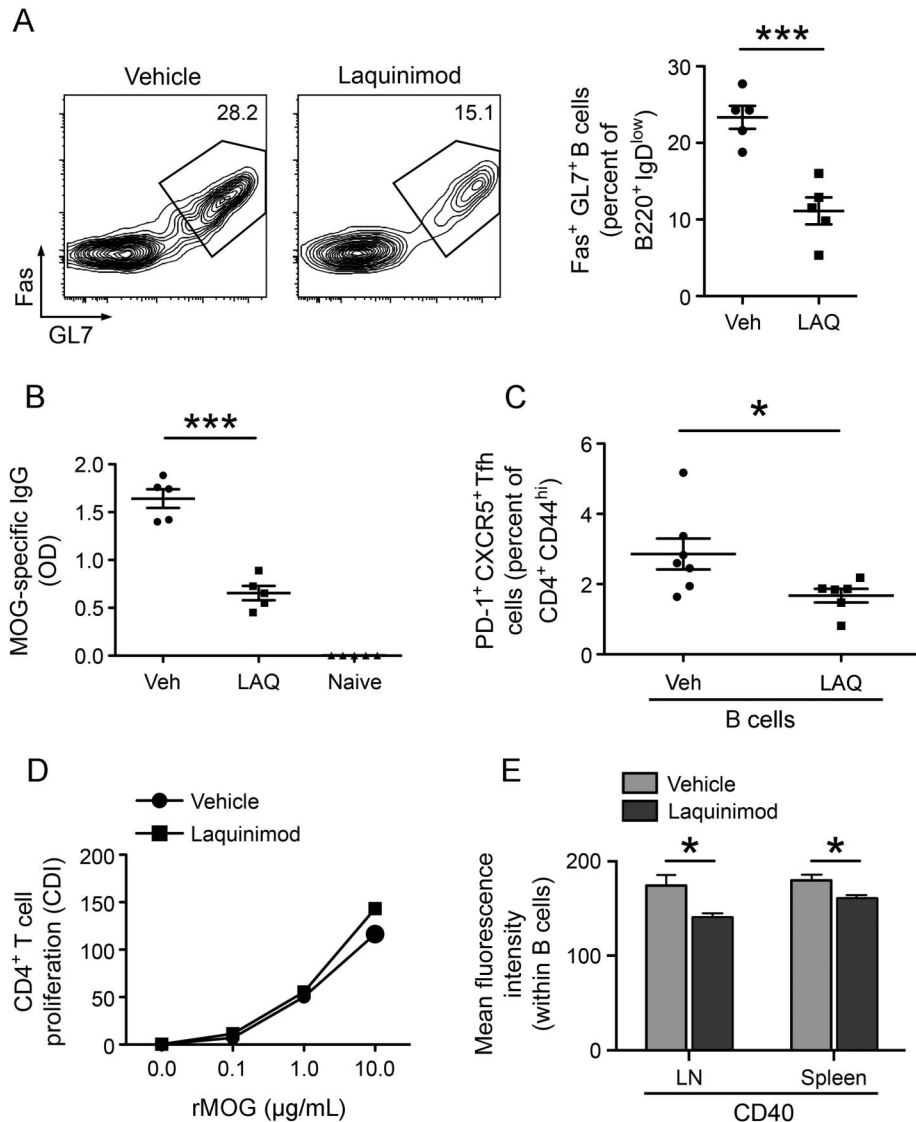 A
Vehicle
Laquinimod
28.2
15.1
Fas
GL7
***
Fas⁺ GL7⁺ B cells
(percent of
B220⁺ IgDˡᵒʷ)
30
20
10
0
Veh
LAQ
B
***
MOG-specific IgG
(OD)
2.0
1.5
1.0
0.5
0.0
Veh
LAQ
Naive
C
*
PD-1⁺ CXCR5⁺ Tfh
cells (percent of
CD4⁺ CD44ʰⁱ)
6
4
2
0
Veh
LAQ
B cells
D
Vehicle
Laquinimod
CD4⁺ T cell
proliferation (CDI)
200
150
100
50
0
0.0
0.1
1.0
10.0
rMOG (µg/mL)
E
Vehicle
Laquinimod
*
*
Mean fluorescence
intensity
(within B cells)
200
100
0
LN
Spleen
CD40